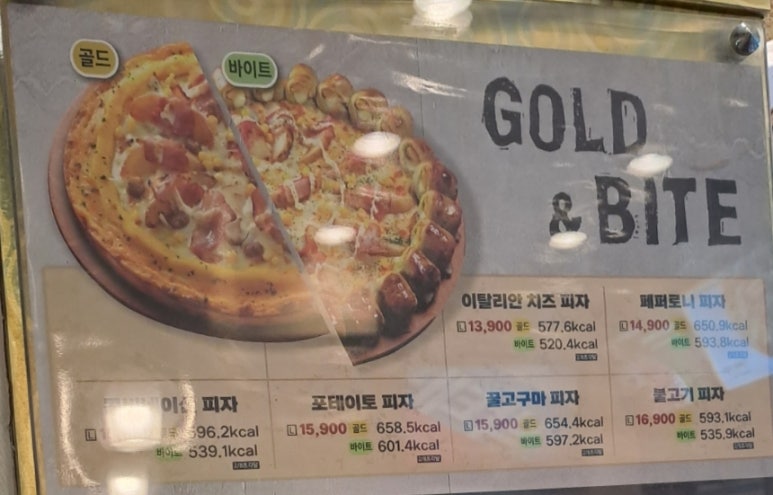 골드
바이트
GOLD
& BITE
이탈리안 치즈 피자
L 13,900 골드 577.6kcal
바이트 520.4kcal
페퍼로니 피자
L 14,900 골드 650.9kcal
바이트 593.8kcal
피자
L 596.2kcal
바이트 539.1kcal
포테이토 피자
L 15,900 골드 658.5kcal
바이트 601.4kcal
꿀고구마 피자
L 15,900 골드 654.4kcal
바이트 597.2kcal
불고기 피자
L 16,900 골드 593.1kcal
바이트 535.9kcal